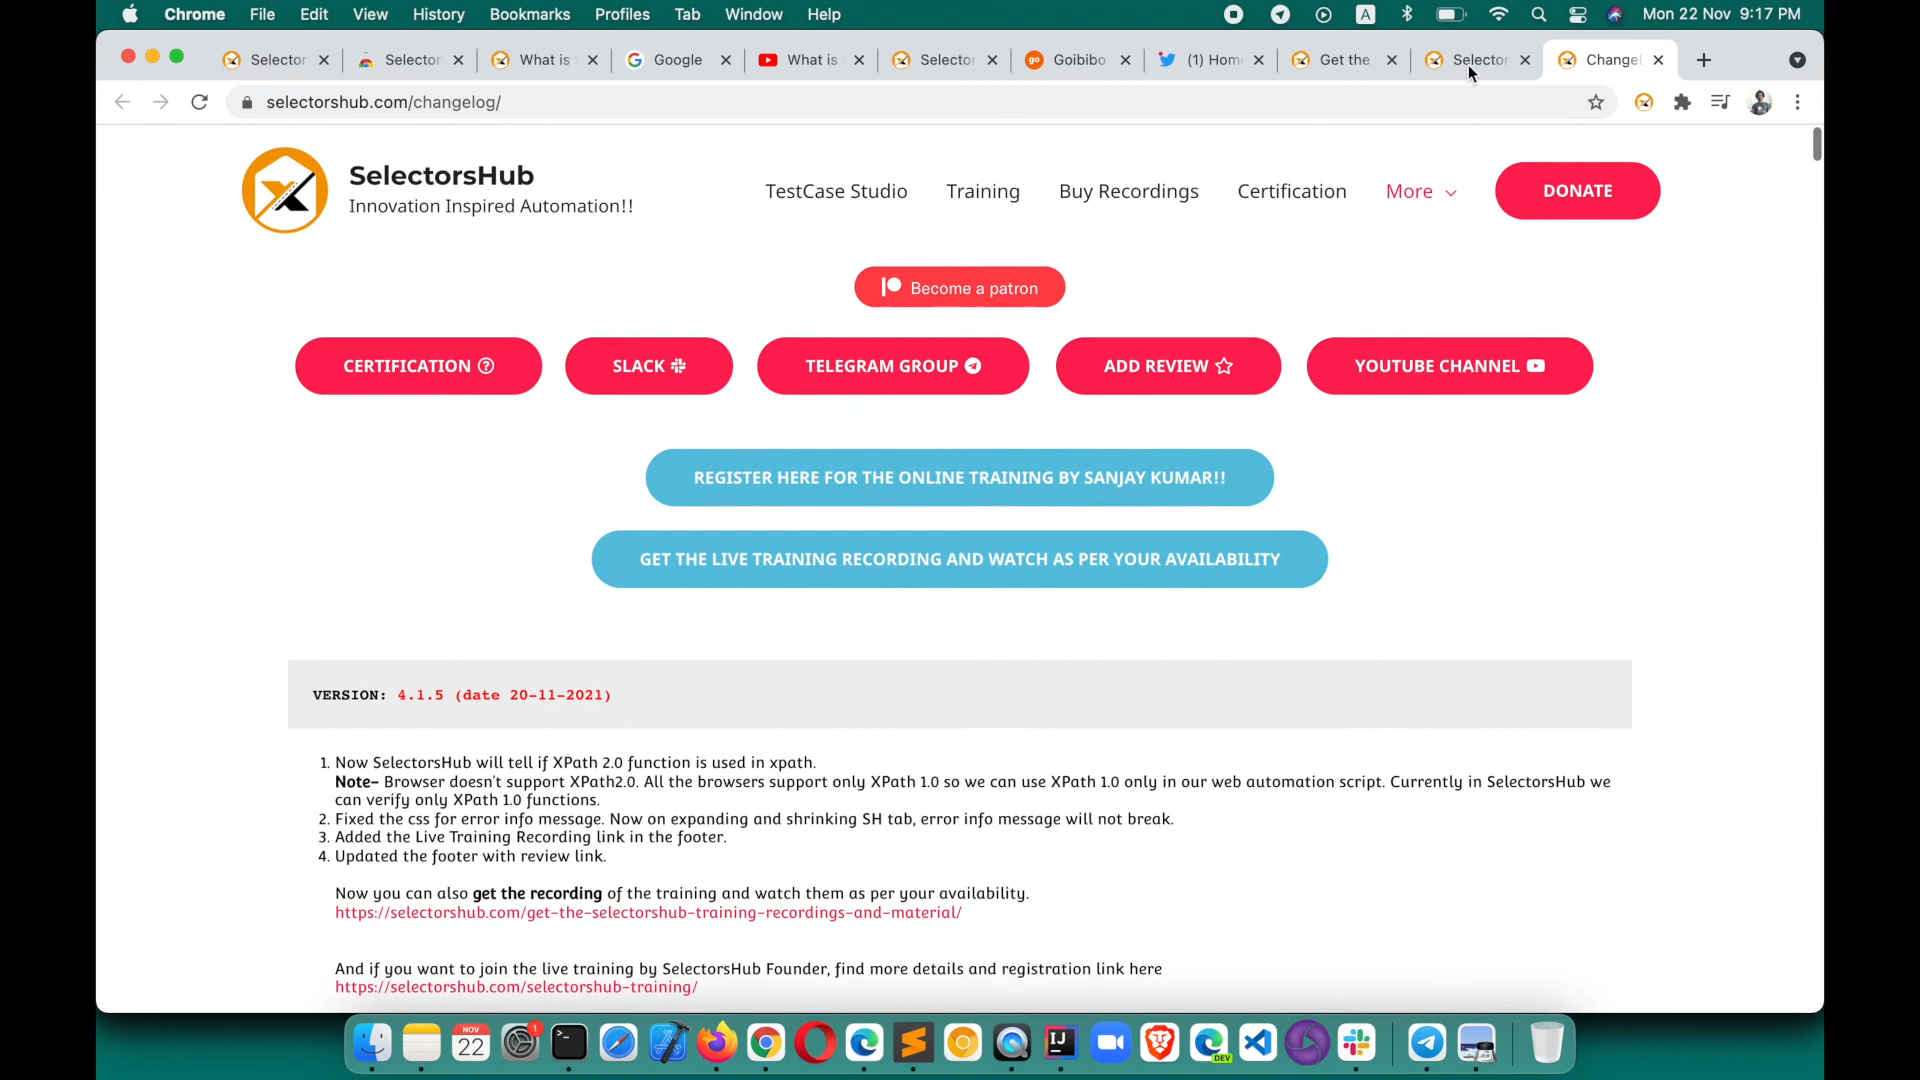 Chrome File Edit View History Bookmarks Profiles Tab Window Help A Mon 22 Nov 9:17 PM
Selector Selector What is Google What is Selector go Goibibo (1) Hom Get the Selector Changel
selectorshub.com/changelog/
SelectorsHub
Innovation Inspired Automation!!
TestCase Studio Training Buy Recordings Certification More DONATE
Become a patron
CERTIFICATION SLACK TELEGRAM GROUP ADD REVIEW YOUTUBE CHANNEL
REGISTER HERE FOR THE ONLINE TRAINING BY SANJAY KUMAR!!
GET THE LIVE TRAINING RECORDING AND WATCH AS PER YOUR AVAILABILITY
VERSION: 4.1.5 (date 20-11-2021)
1. Now SelectorsHub will tell if XPath 2.0 function is used in xpath.
Note- Browser doesn't support XPath2.0. All the browsers support only XPath 1.0 so we can use XPath 1.0 only in our web automation script. Currently in SelectorsHub we
can verify only XPath 1.0 functions.
2. Fixed the css for error info message. Now on expanding and shrinking SH tab, error info message will not break.
3. Added the Live Training Recording link in the footer.
4. Updated the footer with review link.
Now you can also get the recording of the training and watch them as per your availability.
https://selectorshub.com/get-the-selectorshub-training-recordings-and-material/
And if you want to join the live training by SelectorsHub Founder, find more details and registration link here
https://selectorshub.com/selectorshub-training/
NOV
22
1
IJ
DEV